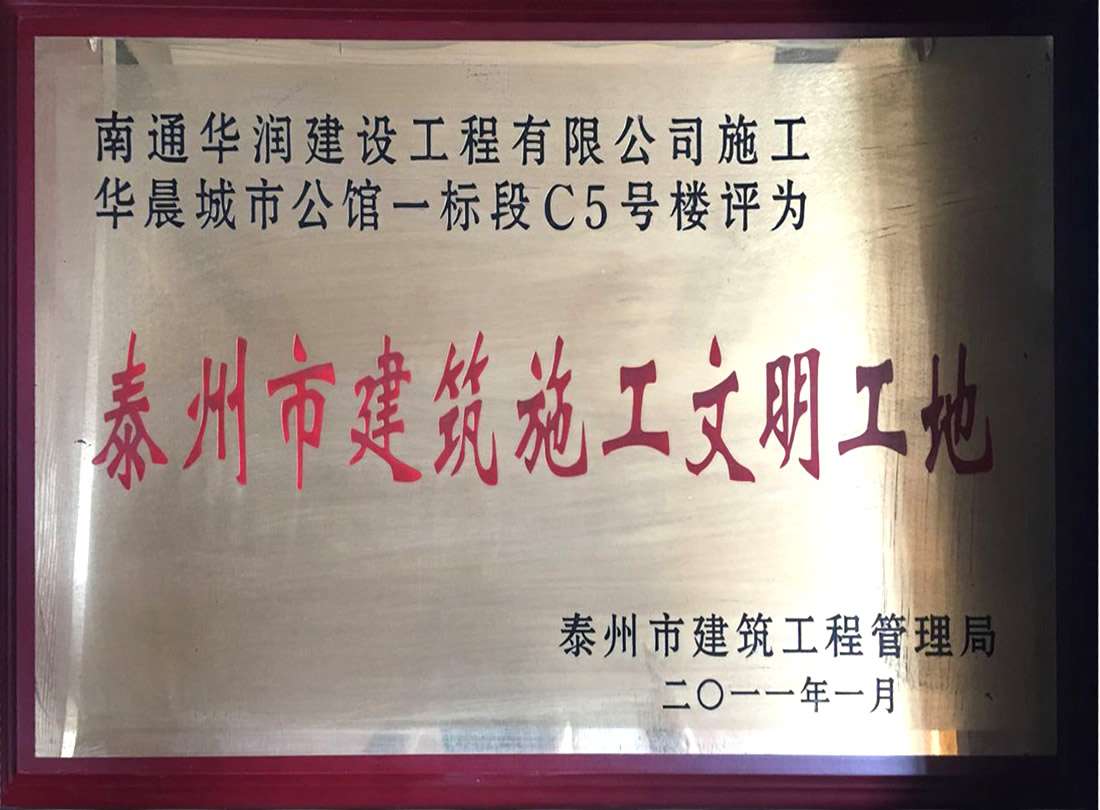 南通华润建设工程有限公司施工
华晨城市公馆一标段C5号楼评为
泰州市建筑施工文明工地
泰州市建筑工程管理局
二〇一一年一月